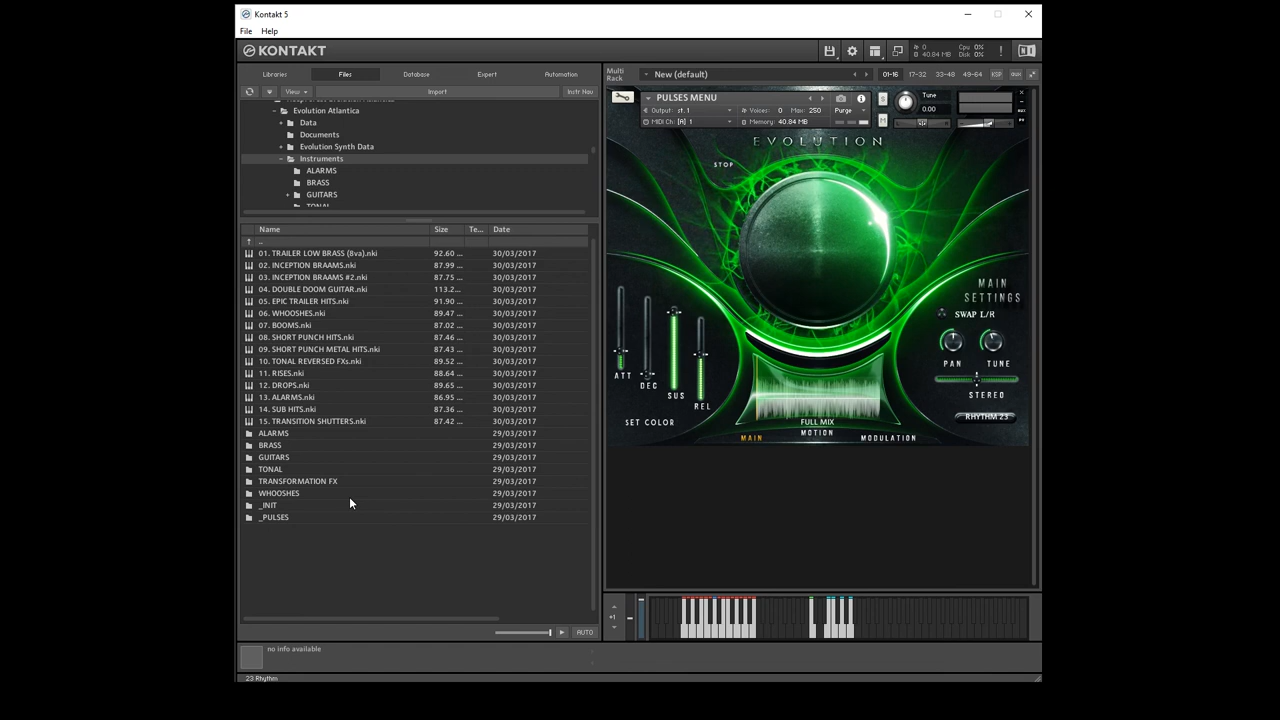 Kontakt 5
File Help
KONTAKT
0
40.84 MB
Cpu 0%
Disk 0%
!
Libraries Files Database Expert Automation
View Import Instr Nav
Evolution Atlantica
Data
Documents
Evolution Synth Data
Instruments
ALARMS
BRASS
GUITARS
TONAL
Name Size Te... Date
..
01. TRAILER LOW BRASS (8va).nki 92.60 ... 30/03/2017
02. INCEPTION BRAAMS.nki 87.99 ... 30/03/2017
03. INCEPTION BRAAMS #2.nki 87.75 ... 30/03/2017
04. DOUBLE DOOM GUITAR.nki 113.2... 30/03/2017
05. EPIC TRAILER HITS.nki 91.90 ... 30/03/2017
06. WHOOSHES.nki 89.47 ... 30/03/2017
07. BOOMS.nki 87.02 ... 30/03/2017
08. SHORT PUNCH HITS.nki 87.46 ... 30/03/2017
09. SHORT PUNCH METAL HITS.nki 87.43 ... 30/03/2017
10. TONAL REVERSED FXs.nki 89.52 ... 30/03/2017
11. RISES.nki 88.64 ... 30/03/2017
12. DROPS.nki 89.65 ... 30/03/2017
13. ALARMS.nki 86.95 ... 30/03/2017
14. SUB HITS.nki 87.36 ... 30/03/2017
15. TRANSITION SHUTTERS.nki 87.42 ... 30/03/2017
ALARMS 29/03/2017
BRASS 29/03/2017
GUITARS 29/03/2017
TONAL 29/03/2017
TRANSFORMATION FX 29/03/2017
WHOOSHES 29/03/2017
_INIT 29/03/2017
_PULSES 29/03/2017
AUTO
no info available
23 Rhythm
Multi
Rack
New (default)
01-16 17-32 33-48 49-64 KSP AUX
PULSES MENU
Output: st. 1 Voices: 0 Max: 250 Purge
MIDI Ch: [A] 1 Memory: 40.84 MB
S
M
Tune
0.00
EVOLUTION
STOP
MAIN
SETTINGS
SWAP L/R
PAN TUNE
STEREO
RHYTHM 23
ATT DEC SUS REL
SET COLOR
FULL MIX
MAIN MOTION MODULATION
+1